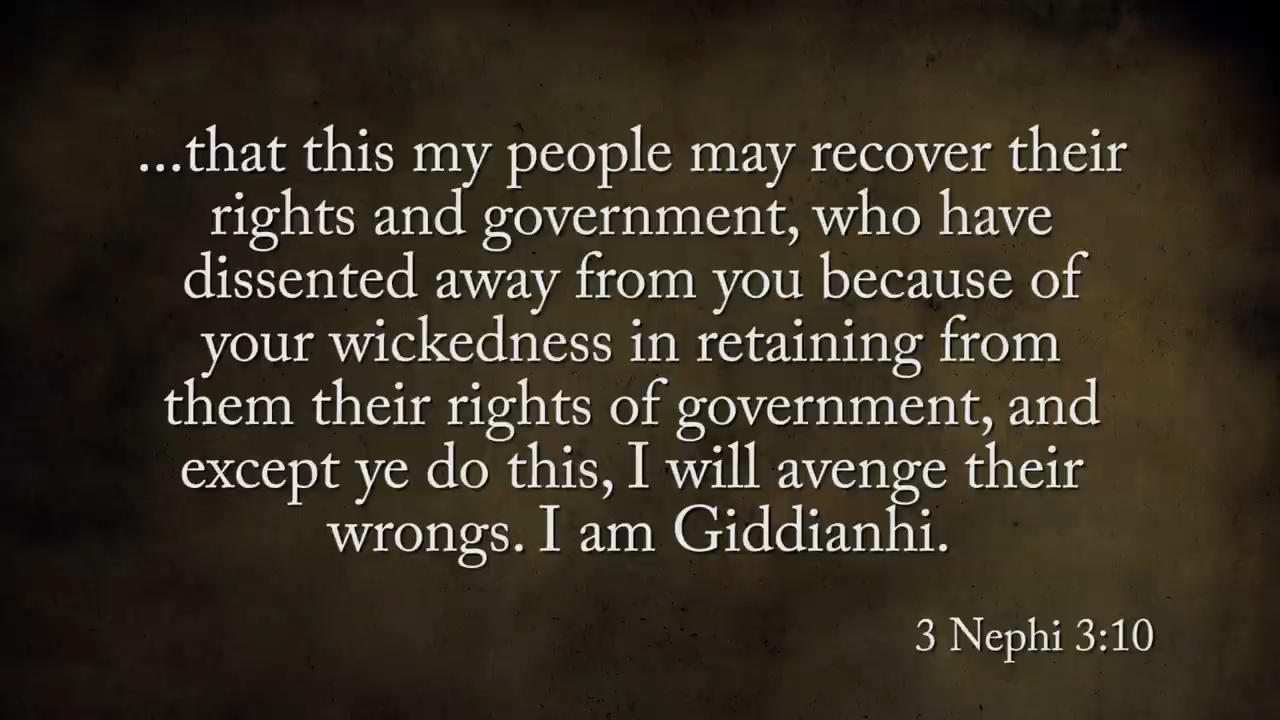 ...that this my people may recover their
rights and government, who have
dissented away from you because of
your wickedness in retaining from
them their rights of government, and
except ye do this, I will avenge their
wrongs. I am Giddianhi.
3 Nephi 3:10